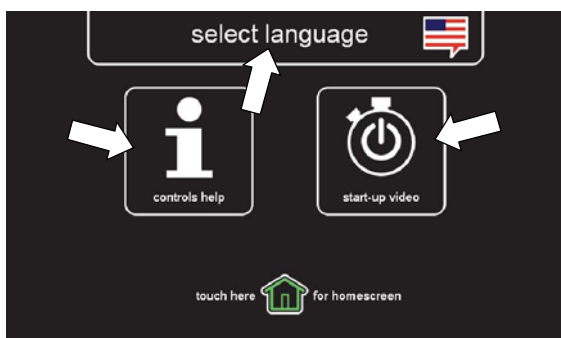 select language
controls help
start-up video
touch here for homescreen